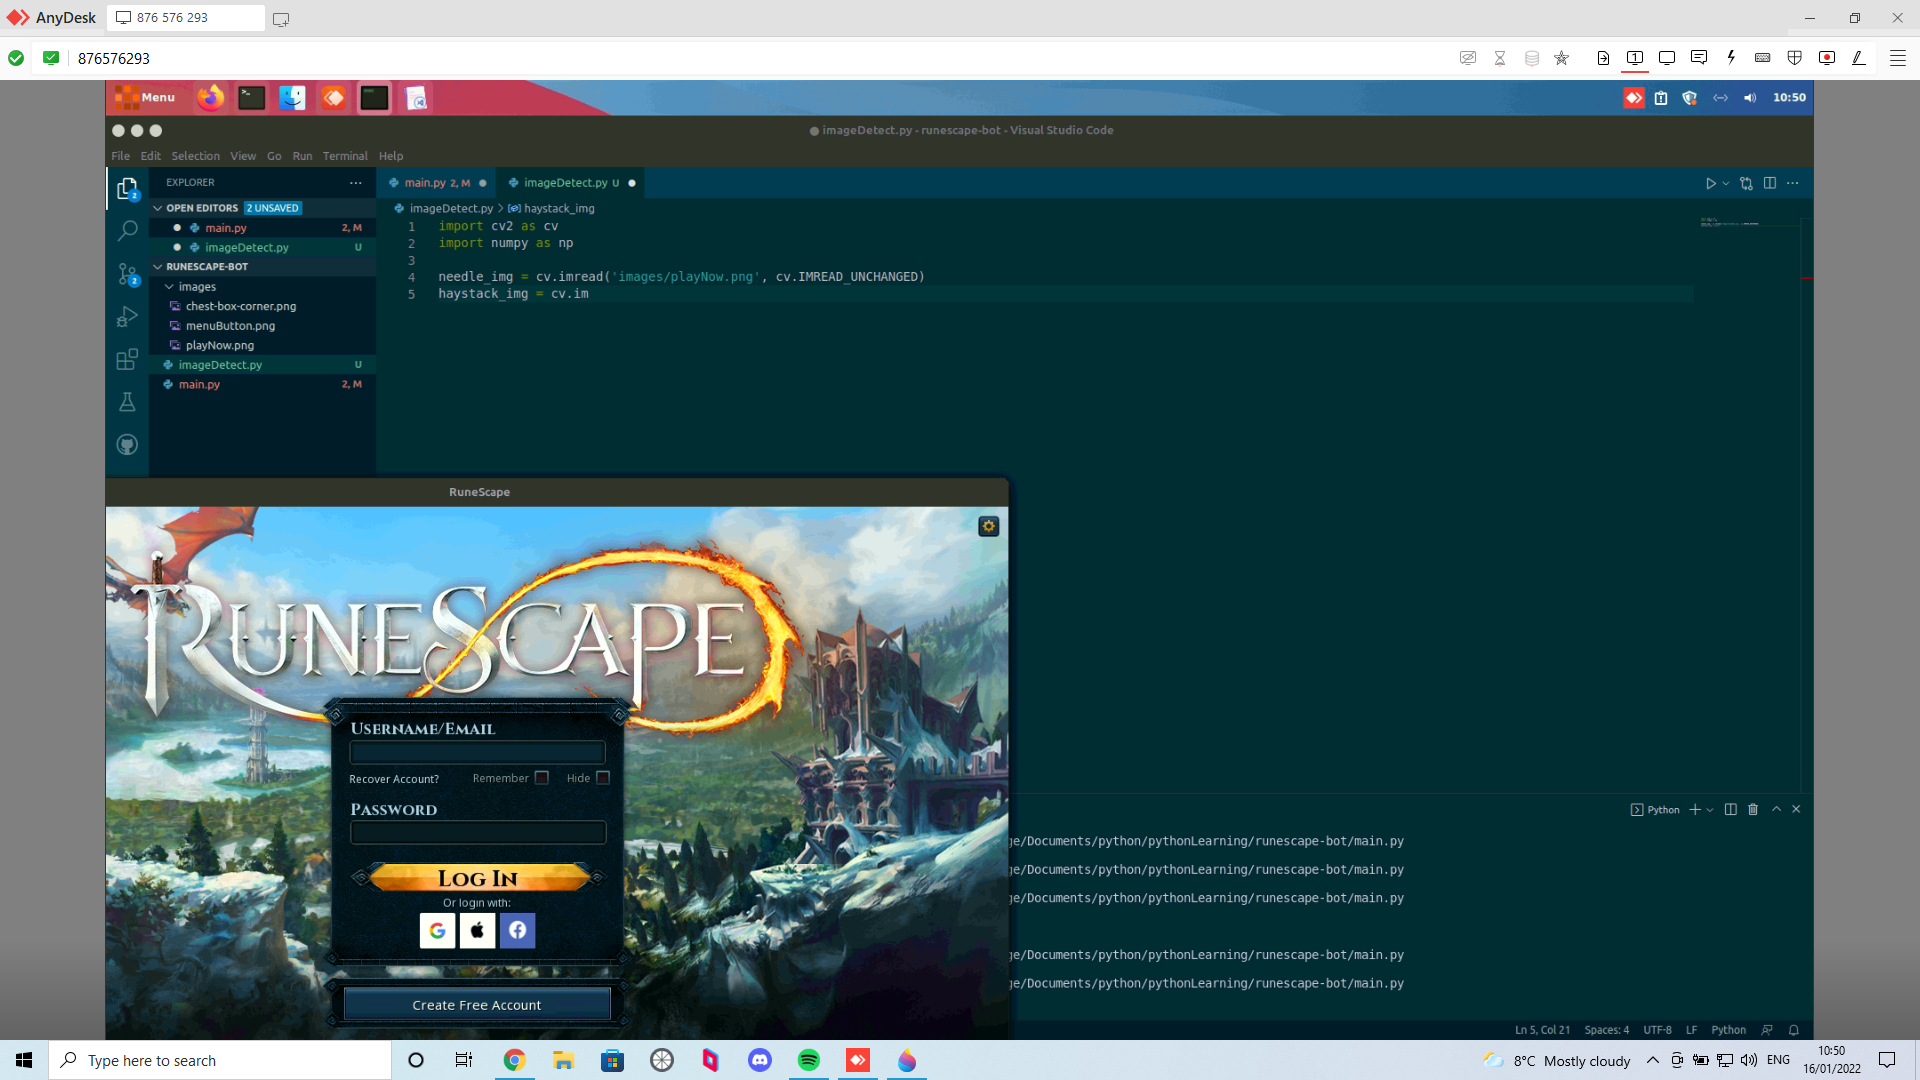 AnyDesk
876 576 293
876576293
Menu
10:50
imageDetect.py - runescape-bot - Visual Studio Code
File Edit Selection View Go Run Terminal Help
EXPLORER
main.py 2, M
imageDetect.py U
OPEN EDITORS 2 UNSAVED
main.py 2, M
imageDetect.py U
RUNESCAPE-BOT
images
chest-box-corner.png
menuButton.png
playNow.png
imageDetect.py U
main.py 2, M
2
2
imageDetect.py > haystack_img
1 import cv2 as cv
2 import numpy as np
3
4 needle_img = cv.imread('images/playNow.png', cv.IMREAD_UNCHANGED)
5 haystack_img = cv.im
RuneScape
RUNESCAPE
USERNAME/EMAIL
Recover Account? Remember Hide
PASSWORD
LOG IN
Or login with:
Create Free Account
Python
ge/Documents/python/pythonLearning/runescape-bot/main.py
ge/Documents/python/pythonLearning/runescape-bot/main.py
ge/Documents/python/pythonLearning/runescape-bot/main.py
ge/Documents/python/pythonLearning/runescape-bot/main.py
ge/Documents/python/pythonLearning/runescape-bot/main.py
Ln 5, Col 21 Spaces: 4 UTF-8 LF Python
Type here to search
8°C Mostly cloudy
ENG
10:50
16/01/2022